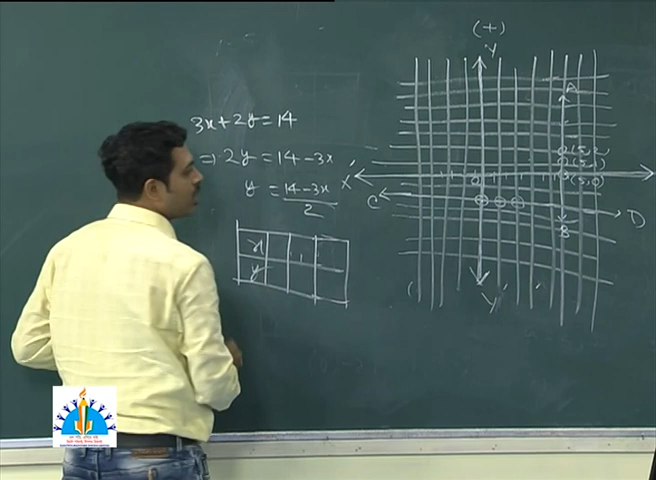 3x + 2y = 14
⇒ 2y = 14 - 3x
y = 14 - 3x / 2
x
y
(+)
Y
A
(5, 2)
(5, 1)
(5, 0)
X'
O
C
D
B
Y'